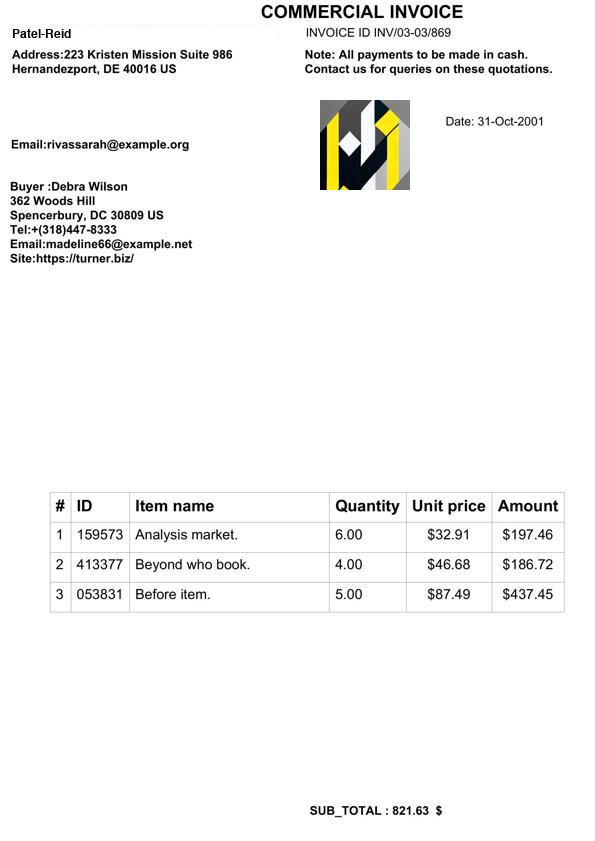 COMMERCIAL INVOICE
Patel-Reid
INVOICE ID INV/03-03/869
Address:223 Kristen Mission Suite 986
Hernandezport, DE 40016 US
Note: All payments to be made in cash.
Contact us for queries on these quotations.
Date: 31-Oct-2001
Email:rivassarah@example.org
Buyer :Debra Wilson
362 Woods Hill
Spencerbury, DC 30809 US
Tel:+(318)447-8333
Email:madeline66@example.net
Site:https://turner.biz/
# ID Item name Quantity Unit price Amount
1 159573 Analysis market. 6.00 $32.91 $197.46
2 413377 Beyond who book. 4.00 $46.68 $186.72
3 053831 Before item. 5.00 $87.49 $437.45
SUB_TOTAL : 821.63 $